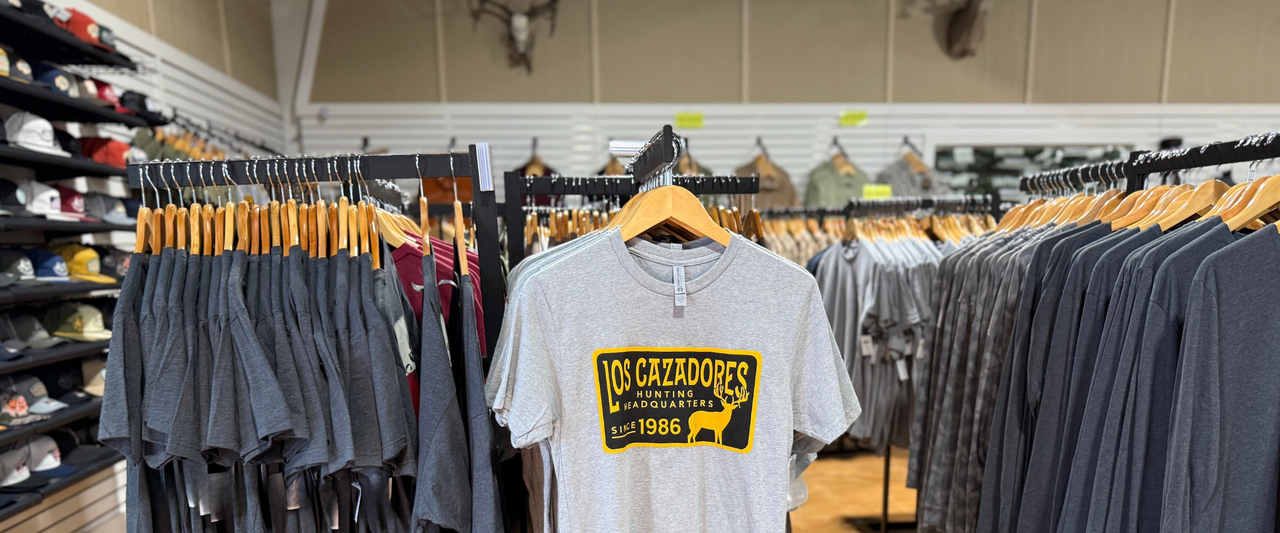 LOS CAZADORES
HUNTING
HEADQUARTERS
SINCE 1986